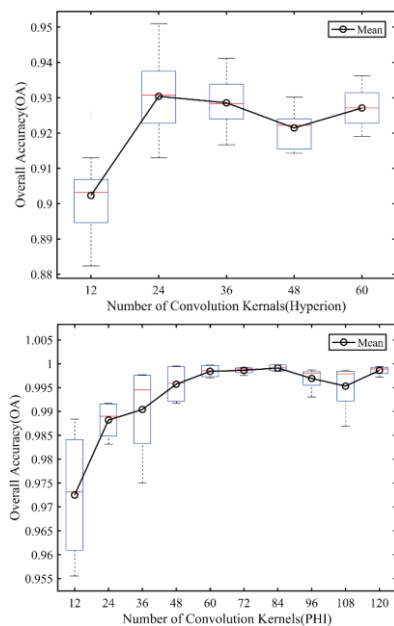 0.95
0.94
0.93
0.92
0.91
0.9
0.89
0.88
Overall Accuracy(OA)
Mean
12 24 36 48 60
Number of Convolution Kernals(Hyperion)
1.005
1
0.995
0.99
0.985
0.98
0.975
0.97
0.965
0.96
0.955
Overall Accuracy(OA)
Mean
12 24 36 48 60 72 84 96 108 120
Number of Convolution Kernels(PHI)